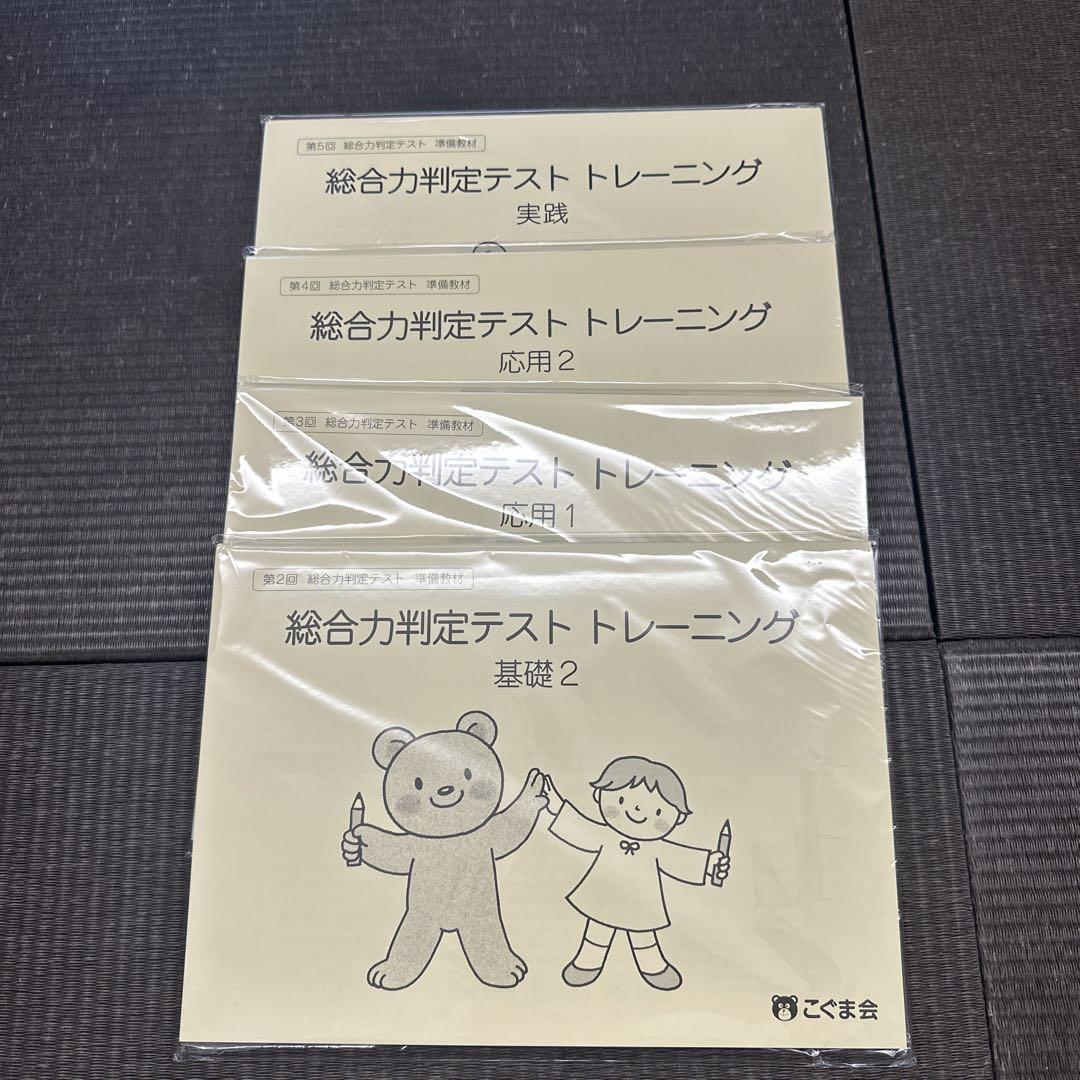 第5回 総合力判定テスト 準備教材
総合力判定テスト トレーニング
実践
第4回 総合力判定テスト 準備教材
総合力判定テスト トレーニング
応用2
第3回 総合力判定テスト 準備教材
総合力判定テスト トレーニング
応用1
第2回 総合力判定テスト 準備教材
総合力判定テスト トレーニング
基礎2
こぐま会